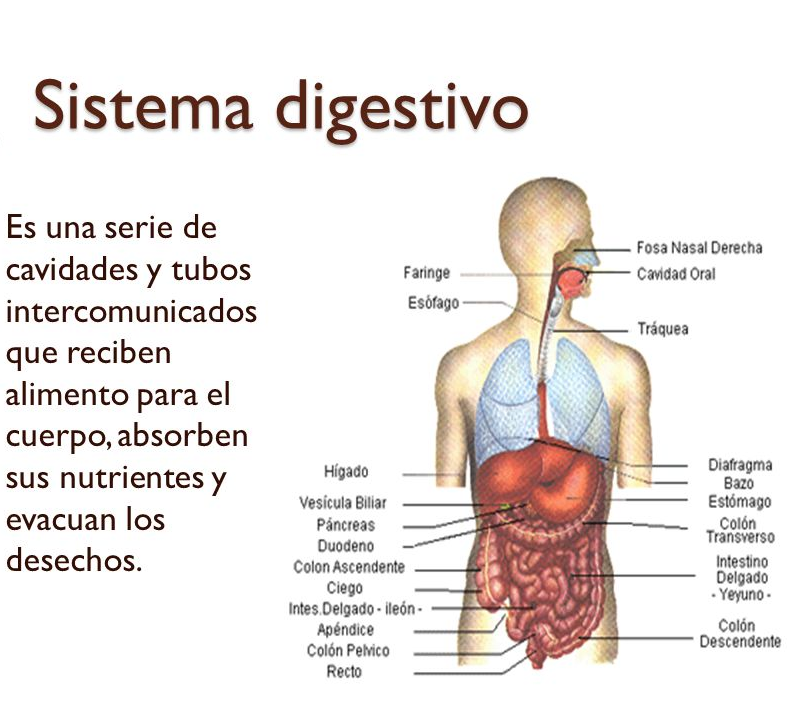 Sistema digestivo
Es una serie de
cavidades y tubos
intercomunicados
que reciben
alimento para el
cuerpo, absorben
sus nutrientes y
evacuan los
desechos.
Faringe
Esófago
Fosa Nasal Derecha
Cavidad Oral
Tráquea
Hígado
Vesícula Biliar
Páncreas
Duodeno
Colon Ascendente
Ciego
Intes.Delgado - ileón -
Apéndice
Colón Pelvico
Recto
Diafragma
Bazo
Estómago
Colón
Transverso
Intestino
Delgado
- Yeyuno -
Colón
Descendente